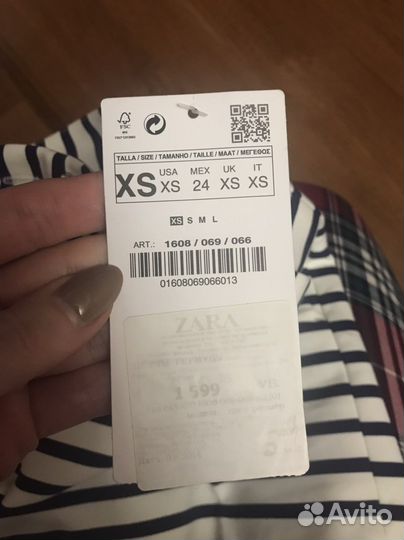 FSC
TALLA / SIZE / TAMANHO / TAILLE / MAAT / ΜΕΓΕΘΟΣ
XS USA MEX UK IT
XS 24 XS XS
XS S M L
ART.: 1608 / 069 / 066
01608069066013
ZARA
1 599
Avito